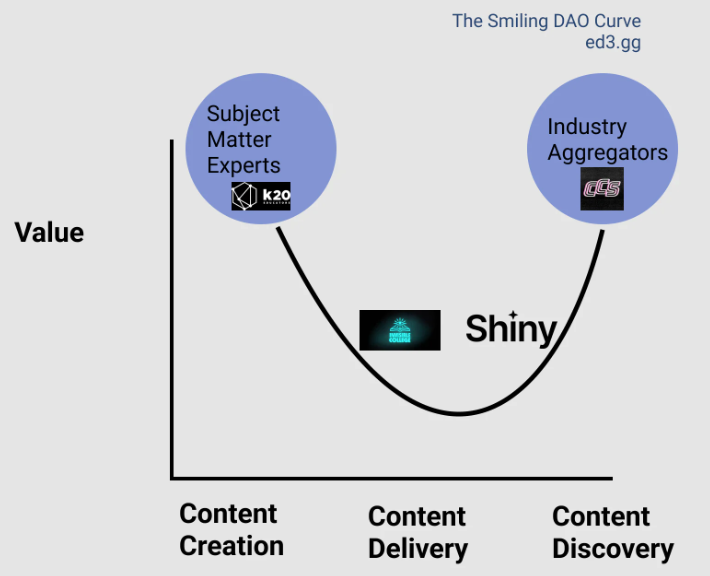 The Smiling DAO Curve
ed3.gg
Subject
Matter
Experts
k20
Industry
Aggregators
CCS
Value
Shiny
Content
Creation
Content
Delivery
Content
Discovery